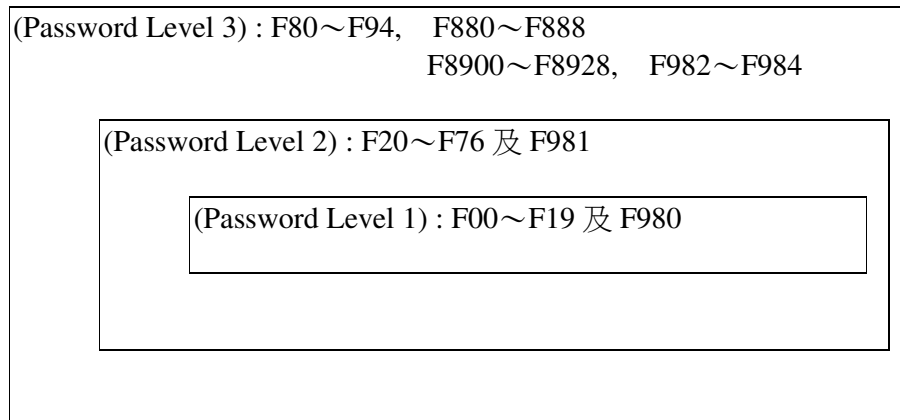 (Password Level 3) : F80～F94,    F880～F888
F8900～F8928,    F982～F984
(Password Level 2) : F20～F76 及 F981
(Password Level 1) : F00～F19 及 F980